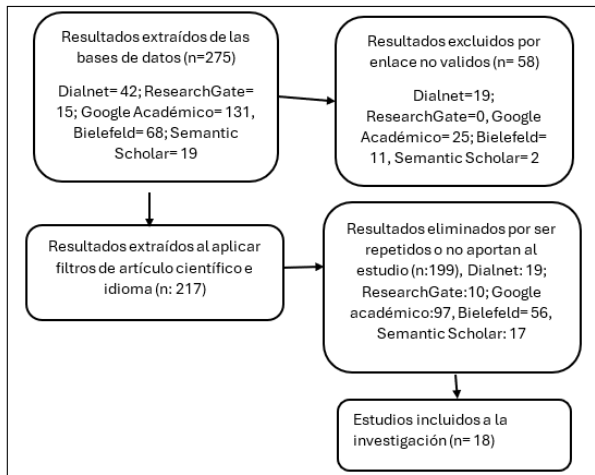 Resultados extraídos de las
bases de datos (n=275)
Dialnet= 42; ResearchGate=
15; Google Académico= 131,
Bielefeld= 68; Semantic
Scholar= 19
Resultados excluidos por
enlace no validos (n= 58)
Dialnet=19;
ResearchGate=0, Google
Académico= 25; Bielefeld=
11, Semantic Scholar= 2
Resultados extraídos al aplicar
filtros de artículo científico e
idioma (n: 217)
Resultados eliminados por ser
repetidos o no aportan al
estudio (n:199), Dialnet: 19;
ResearchGate:10; Google
académico:97, Bielefeld= 56,
Semantic Scholar: 17
Estudios incluidos a la
investigación (n= 18)